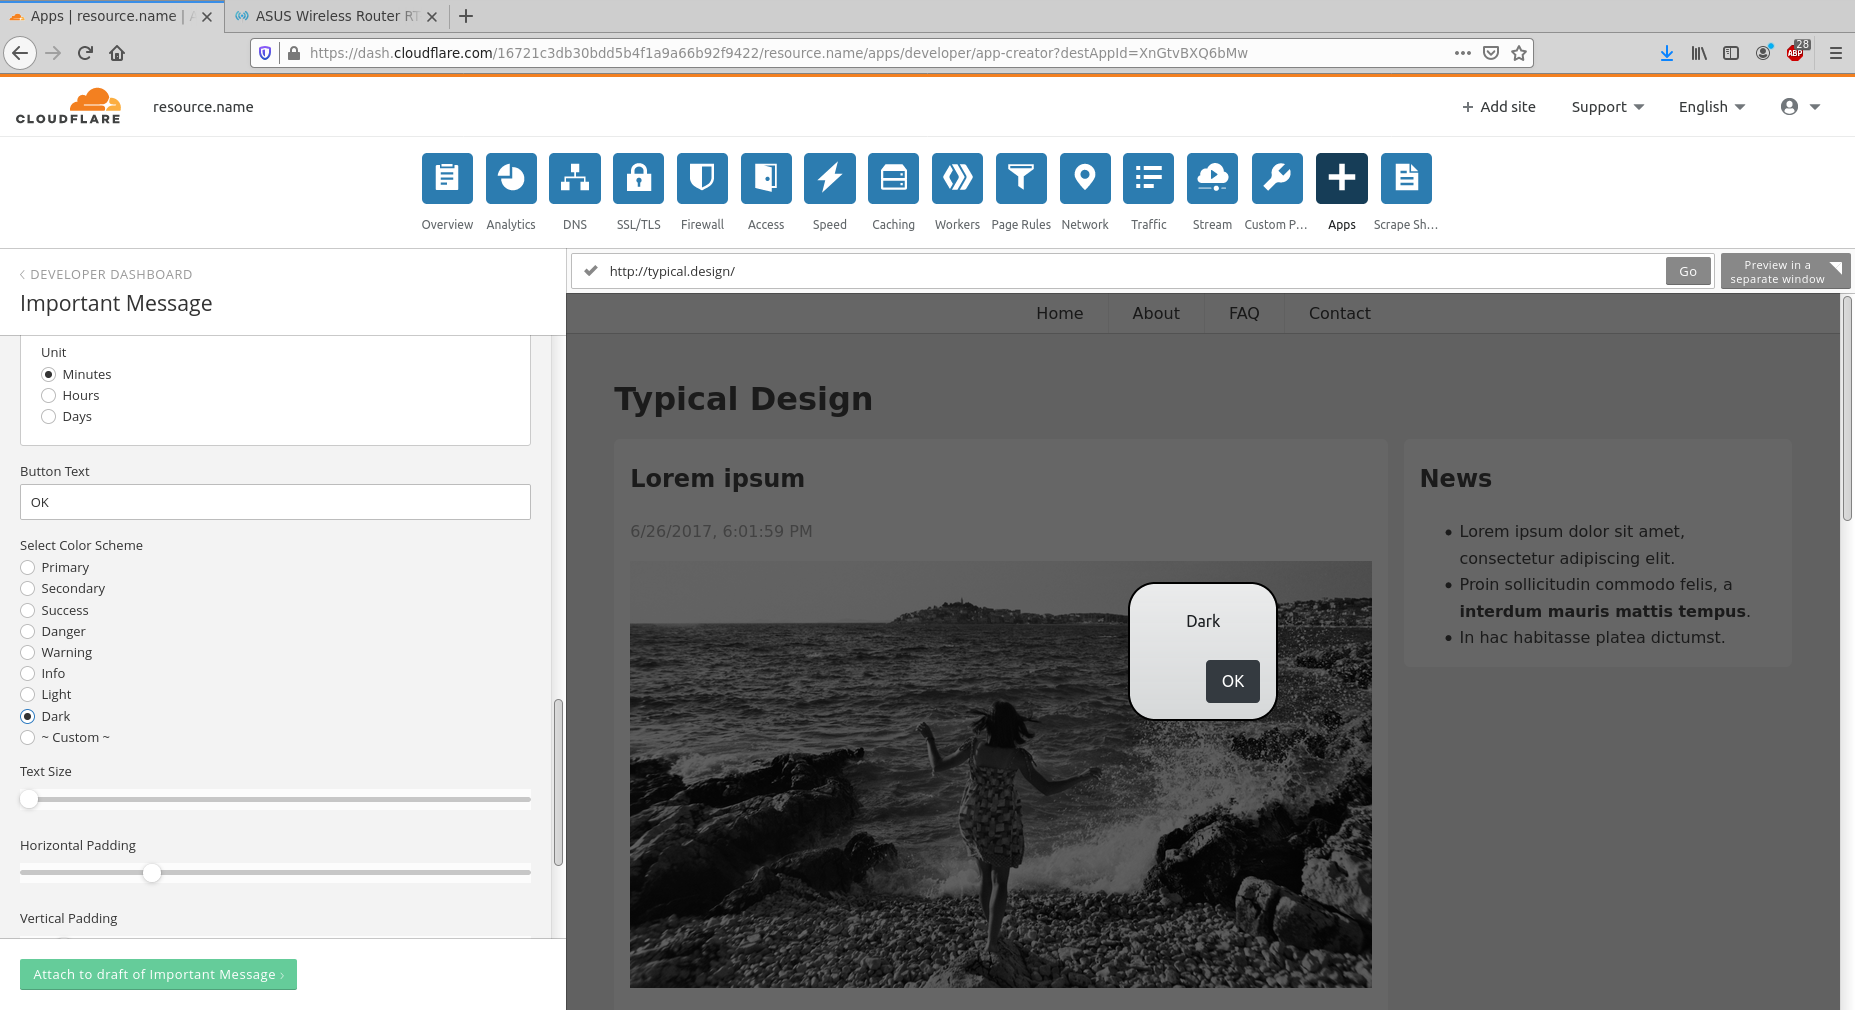 Apps | resource.name |
ASUS Wireless Router RT
https://dash.cloudflare.com/16721c3db30bdd5b4f1a9a66b92f9422/resource.name/apps/developer/app-creator?destAppId=XnGtvBXQ6bMw
28
ABP
CLOUDFLARE
resource.name
+ Add site
Support
English
Overview
Analytics
DNS
SSL/TLS
Firewall
Access
Speed
Caching
Workers
Page Rules
Network
Traffic
Stream
Custom P...
Apps
Scrape Sh...
‹ DEVELOPER DASHBOARD
Important Message
http://typical.design/
Go
Preview in a
separate window
Unit
Minutes
Hours
Days
Button Text
OK
Select Color Scheme
Primary
Secondary
Success
Danger
Warning
Info
Light
Dark
~ Custom ~
Text Size
Horizontal Padding
Vertical Padding
Attach to draft of Important Message ›
Home
About
FAQ
Contact
Typical Design
Lorem ipsum
6/26/2017, 6:01:59 PM
Dark
OK
News
• Lorem ipsum dolor sit amet,
consectetur adipiscing elit.
• Proin sollicitudin commodo felis, a
interdum mauris mattis tempus.
• In hac habitasse platea dictumst.